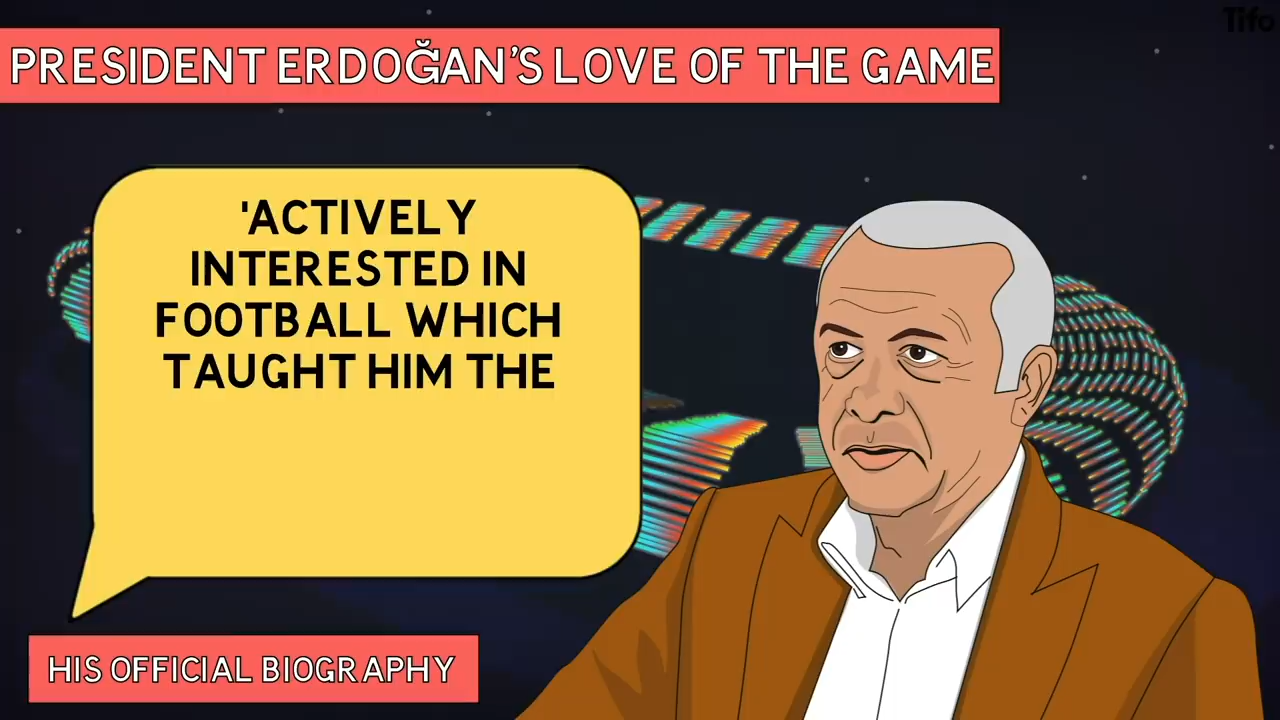 Tifo
PRESIDENT ERDOĞAN'S LOVE OF THE GAME
'ACTIVELY
INTERESTED IN
FOOTBALL WHICH
TAUGHT HIM THE
HIS OFFICIAL BIOGRAPHY